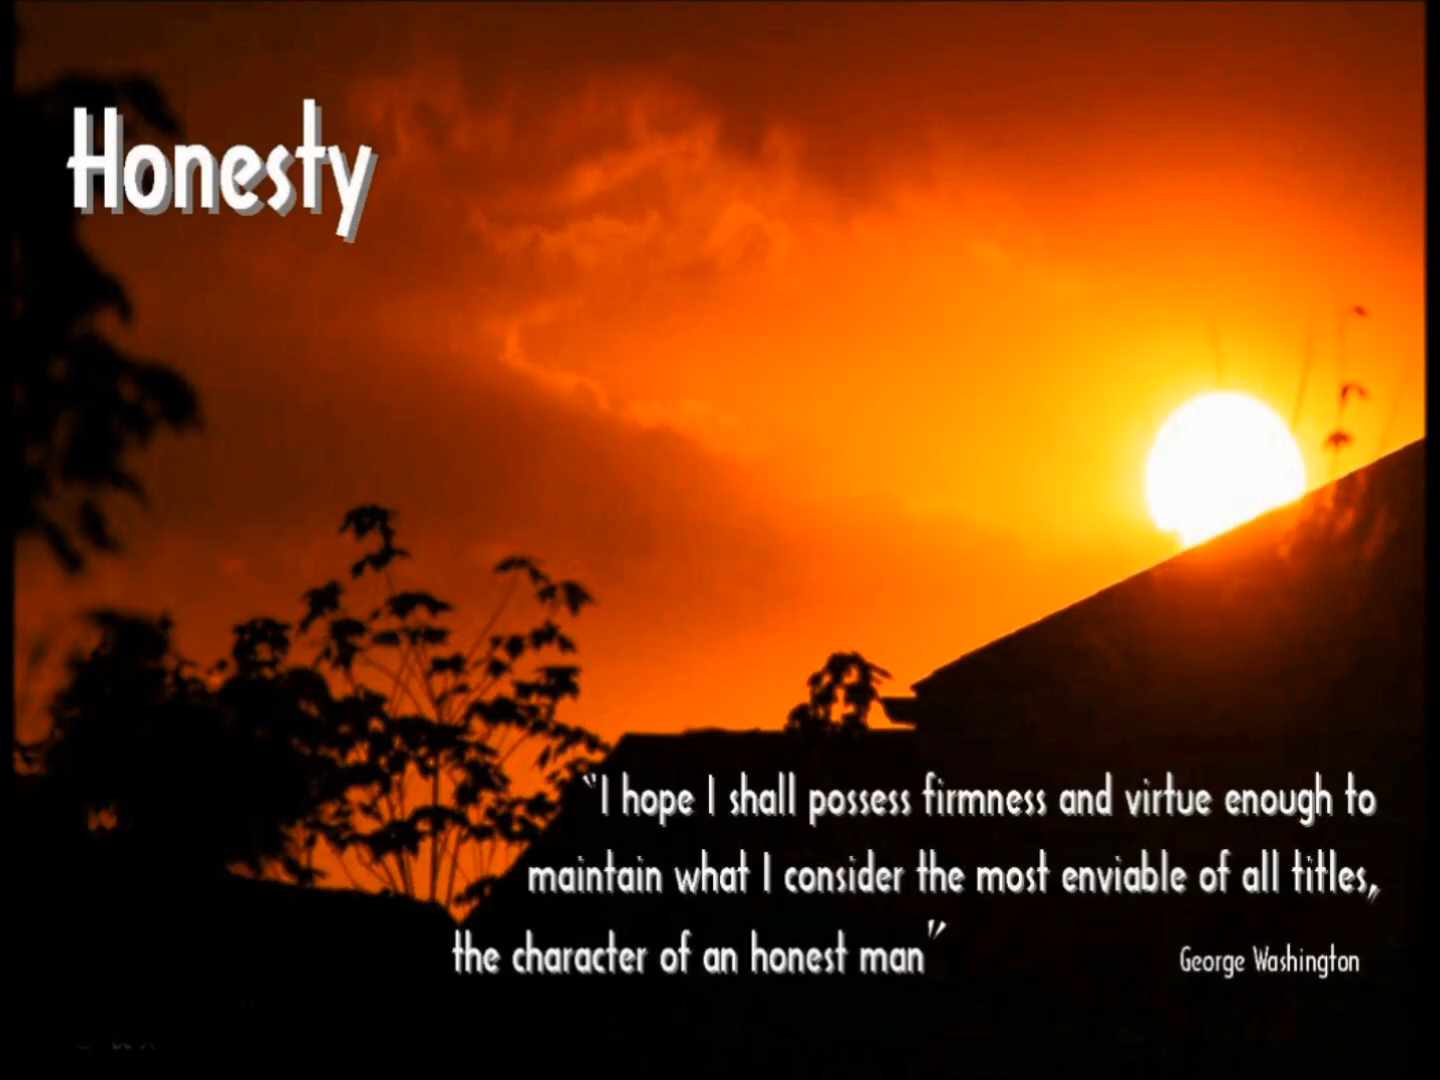 Honesty
"I hope I shall possess firmness and virtue enough to
maintain what I consider the most enviable of all titles,
the character of an honest man"
George Washington